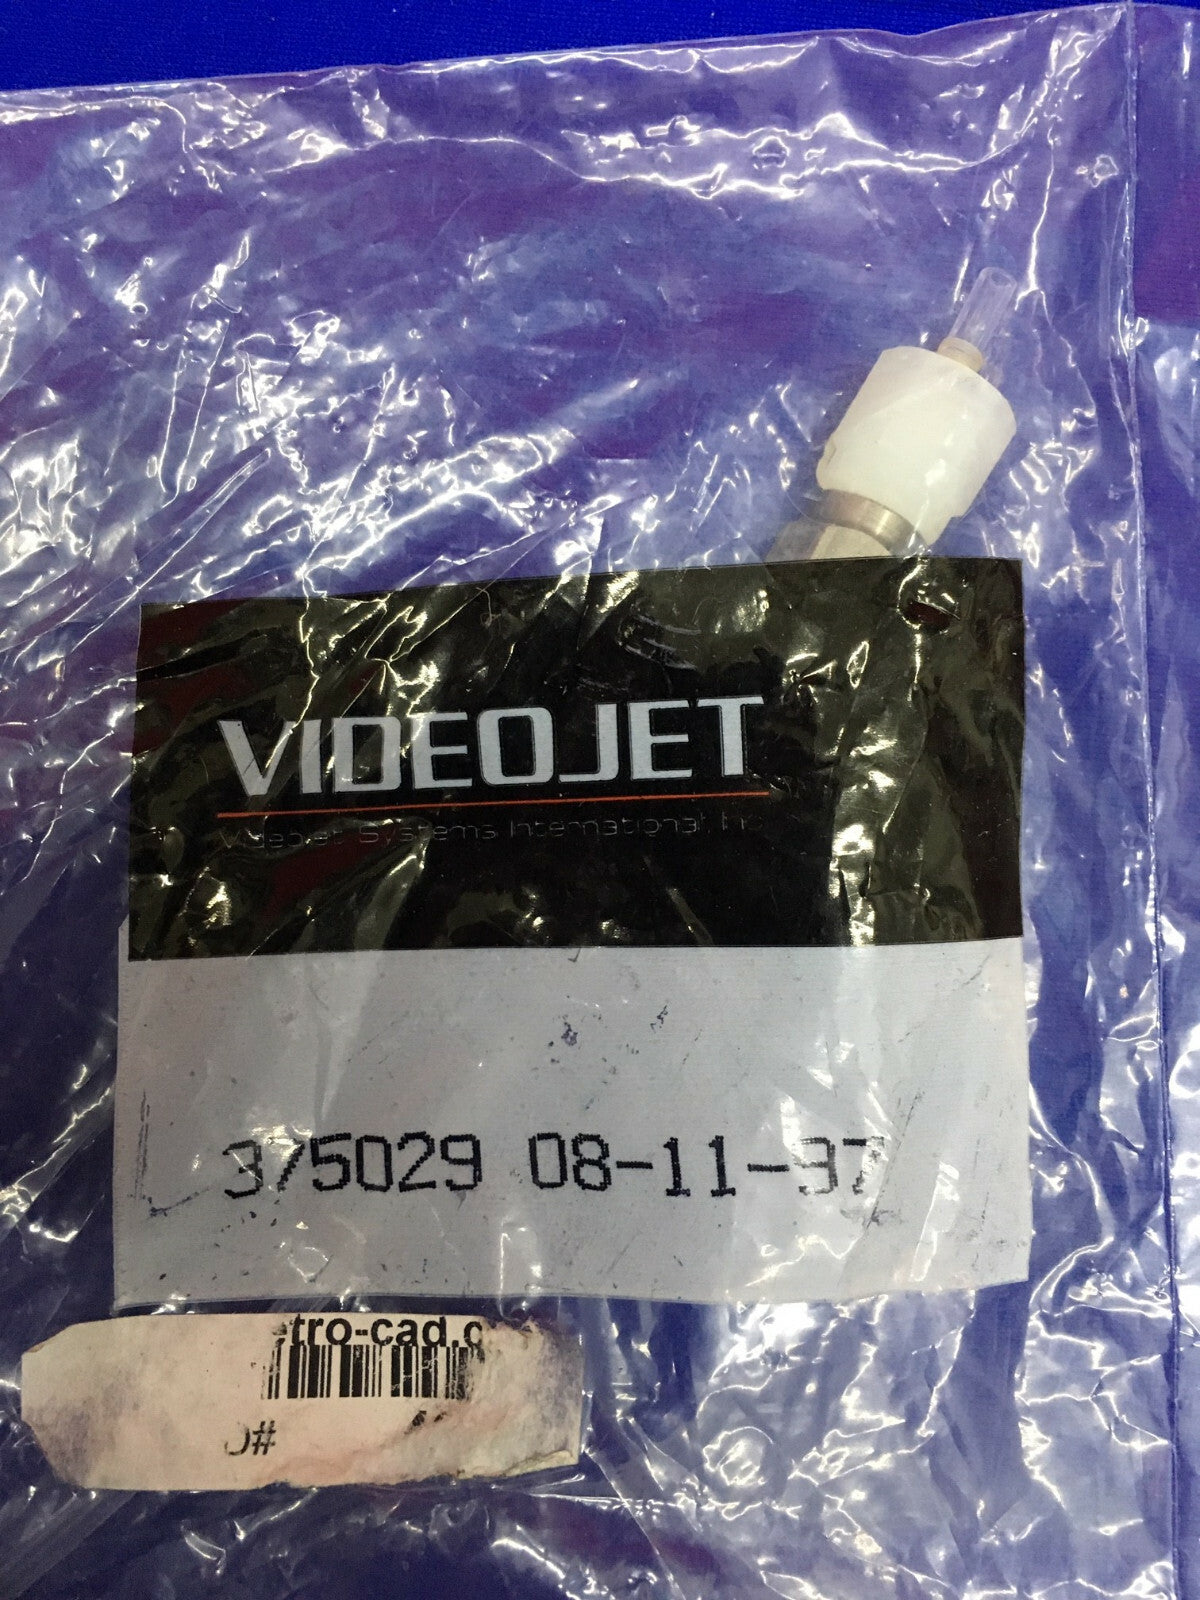 VIDEOJET
Videojet Systems International, Inc.
375029 08-11-97
etro-cad.c
#